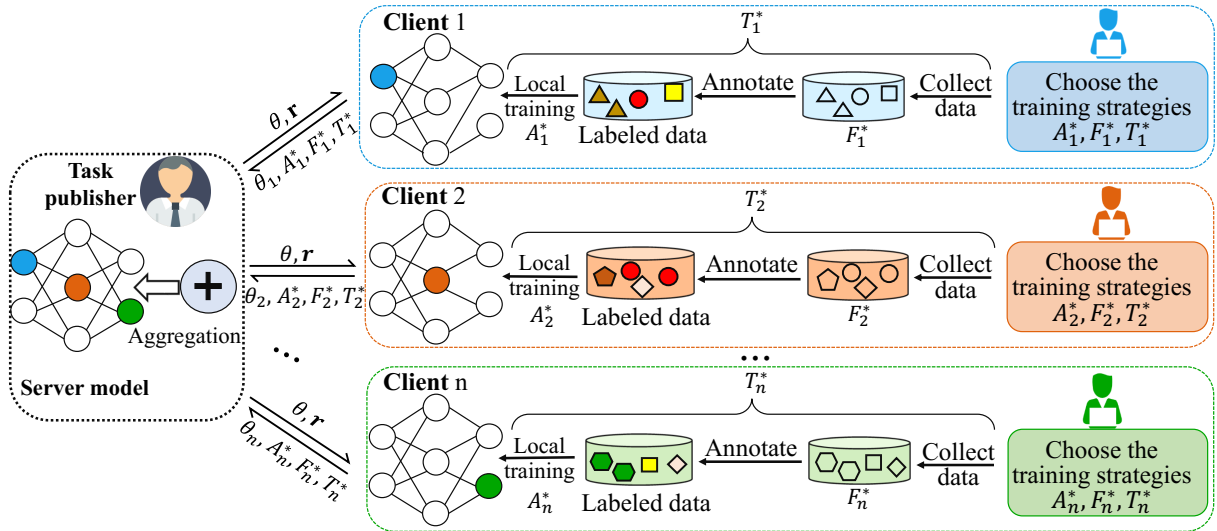 Task
publisher
Aggregation
Server model
θ, r
θ₁, A₁*, F₁*, T₁*
θ, r
θ₂, A₂*, F₂*, T₂*
...
θ, r
θₙ, Aₙ*, Fₙ*, Tₙ*
Client 1
T₁*
Local
training
A₁*
Labeled data
Annotate
F₁*
Collect
data
Choose the
training strategies
A₁*, F₁*, T₁*
Client 2
T₂*
Local
training
A₂*
Labeled data
Annotate
F₂*
Collect
data
Choose the
training strategies
A₂*, F₂*, T₂*
...
Client n
Tₙ*
Local
training
Aₙ*
Labeled data
Annotate
Fₙ*
Collect
data
Choose the
training strategies
Aₙ*, Fₙ*, Tₙ*